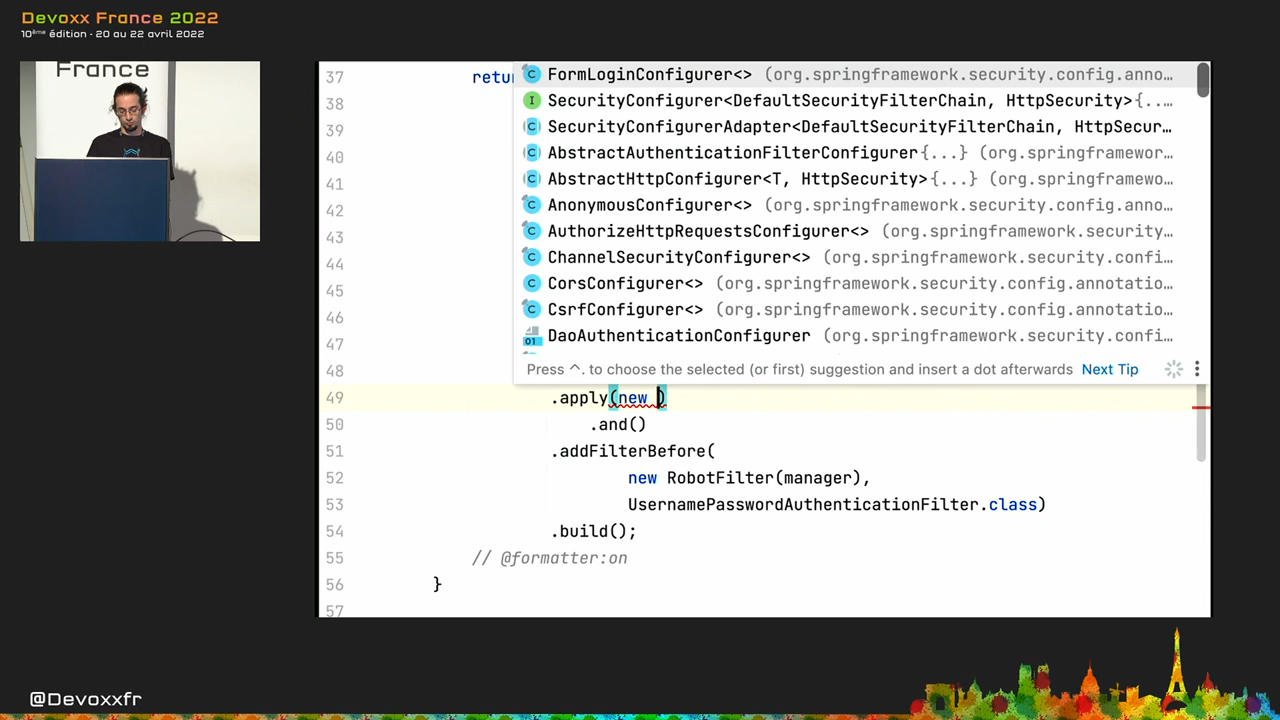 Devoxx France 2022
10ème édition - 20 au 22 avril 2022
France
37 retu
38
39
40
41
42
43
44
45
46
47
48
FormLoginConfigurer<> (org.springframework.security.config.anno…
SecurityConfigurer<DefaultSecurityFilterChain, HttpSecurity>{...…
SecurityConfigurerAdapter<DefaultSecurityFilterChain, HttpSecur…
AbstractAuthenticationFilterConfigurer{...} (org.springframewor…
AbstractHttpConfigurer<T, HttpSecurity>{...} (org.springframewo…
AnonymousConfigurer<> (org.springframework.security.config.anno…
AuthorizeHttpRequestsConfigurer<> (org.springframework.security…
ChannelSecurityConfigurer<> (org.springframework.security.confi…
CorsConfigurer<> (org.springframework.security.config.annotatio…
CsrfConfigurer<> (org.springframework.security.config.annotatio…
DaoAuthenticationConfigurer (org.springframework.security.confi…
Press ^. to choose the selected (or first) suggestion and insert a dot afterwards Next Tip
49 .apply(new )
50 .and()
51 .addFilterBefore(
52 new RobotFilter(manager),
53 UsernamePasswordAuthenticationFilter.class)
54 .build();
55 // @formatter:on
56 }
57
@Devoxxfr